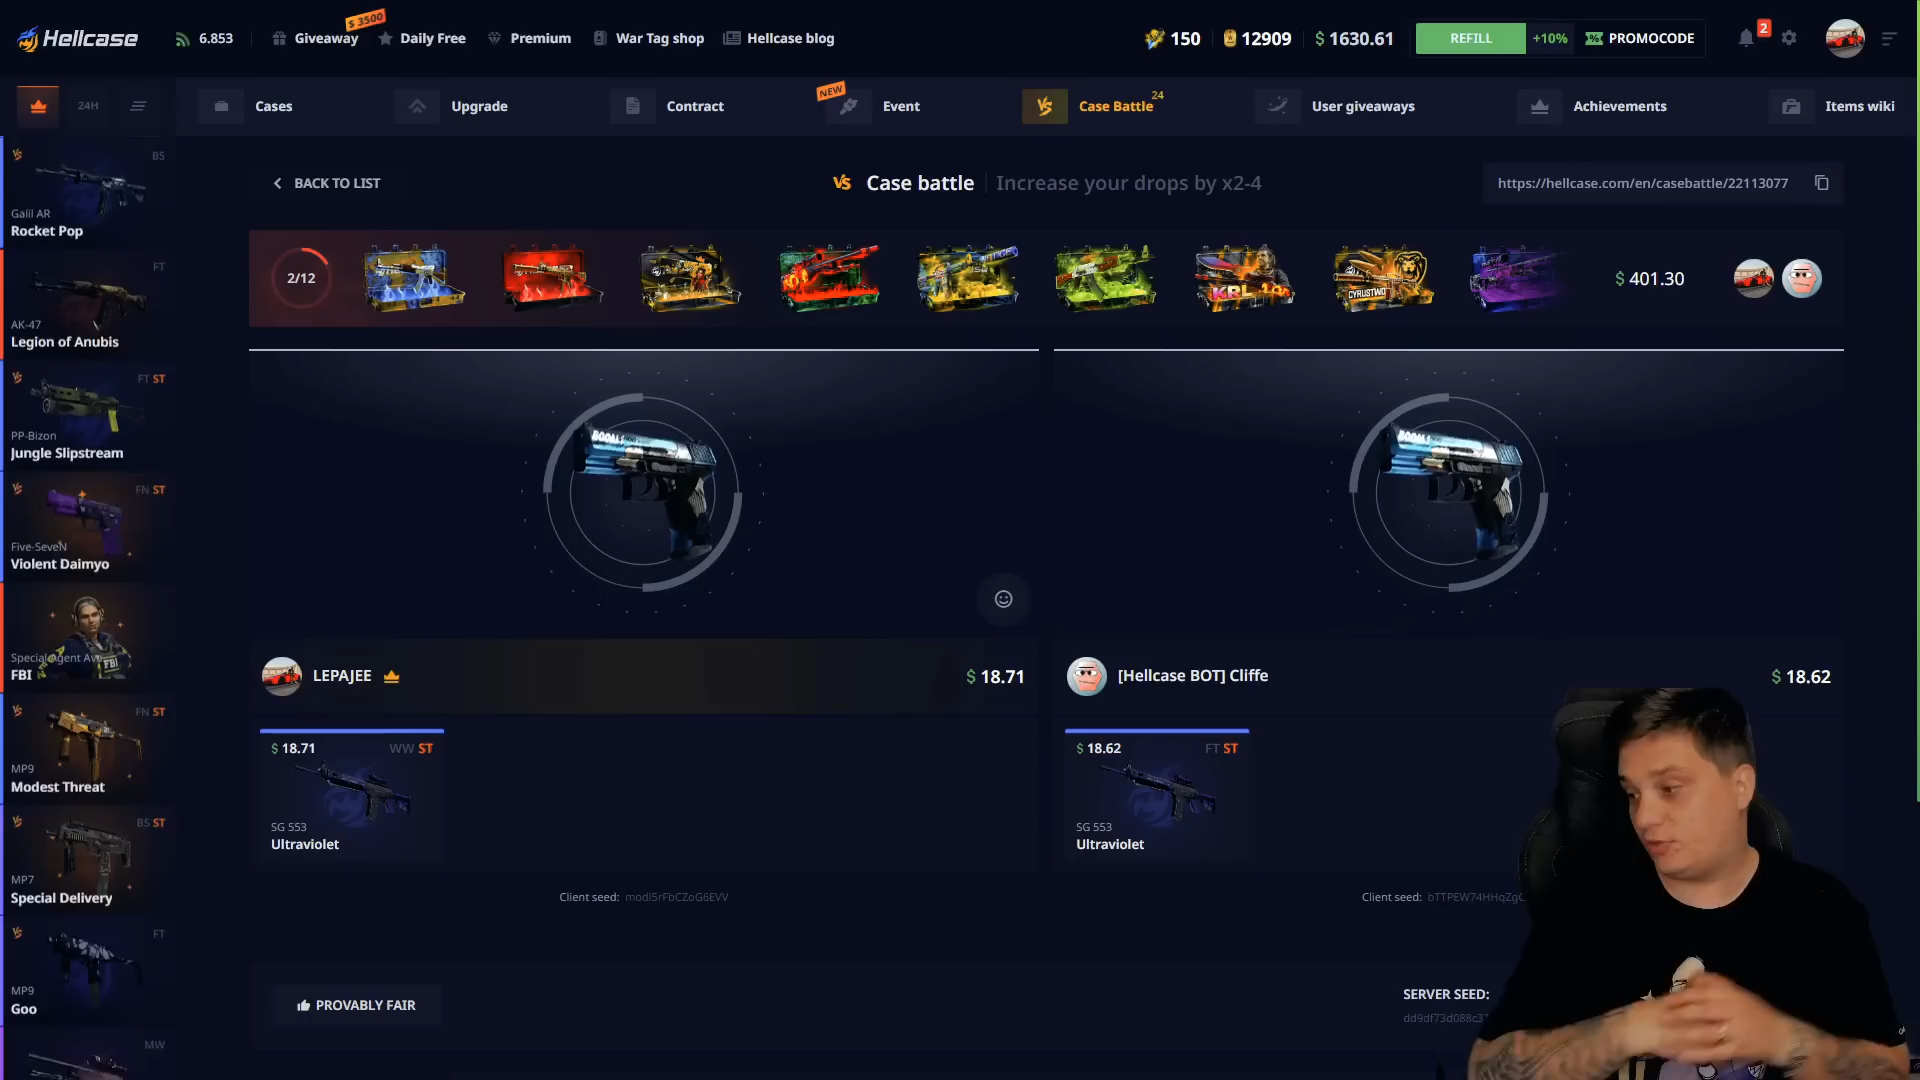 Hellcase
6.853
Giveaway
$ 3500
Daily Free
Premium
War Tag shop
Hellcase blog
150
12909
$ 1630.61
REFILL
+10%
PROMOCODE
2
24H
Cases
Upgrade
Contract
NEW
Event
Case Battle
24
User giveaways
Achievements
Items wiki
BACK TO LIST
VS Case battle
Increase your drops by x2-4
https://hellcase.com/en/casebattle/22113077
2/12
KRL
CYRUSTWO
$ 401.30
BS
Galil AR
Rocket Pop
FT
AK-47
Legion of Anubis
FT ST
PP-Bizon
Jungle Slipstream
FN ST
Five-SeveN
Violent Daimyo
Special Agent Ava
FBI
FN ST
MP9
Modest Threat
BS ST
MP7
Special Delivery
FT
MP9
Goo
MW
BOOM!
BOOM!
LEPAJEE
$ 18.71
[Hellcase BOT] Cliffe
$ 18.62
$ 18.71
WW ST
SG 553
Ultraviolet
$ 18.62
FT ST
SG 553
Ultraviolet
Client seed:
Client seed:
PROVABLY FAIR
SERVER SEED: